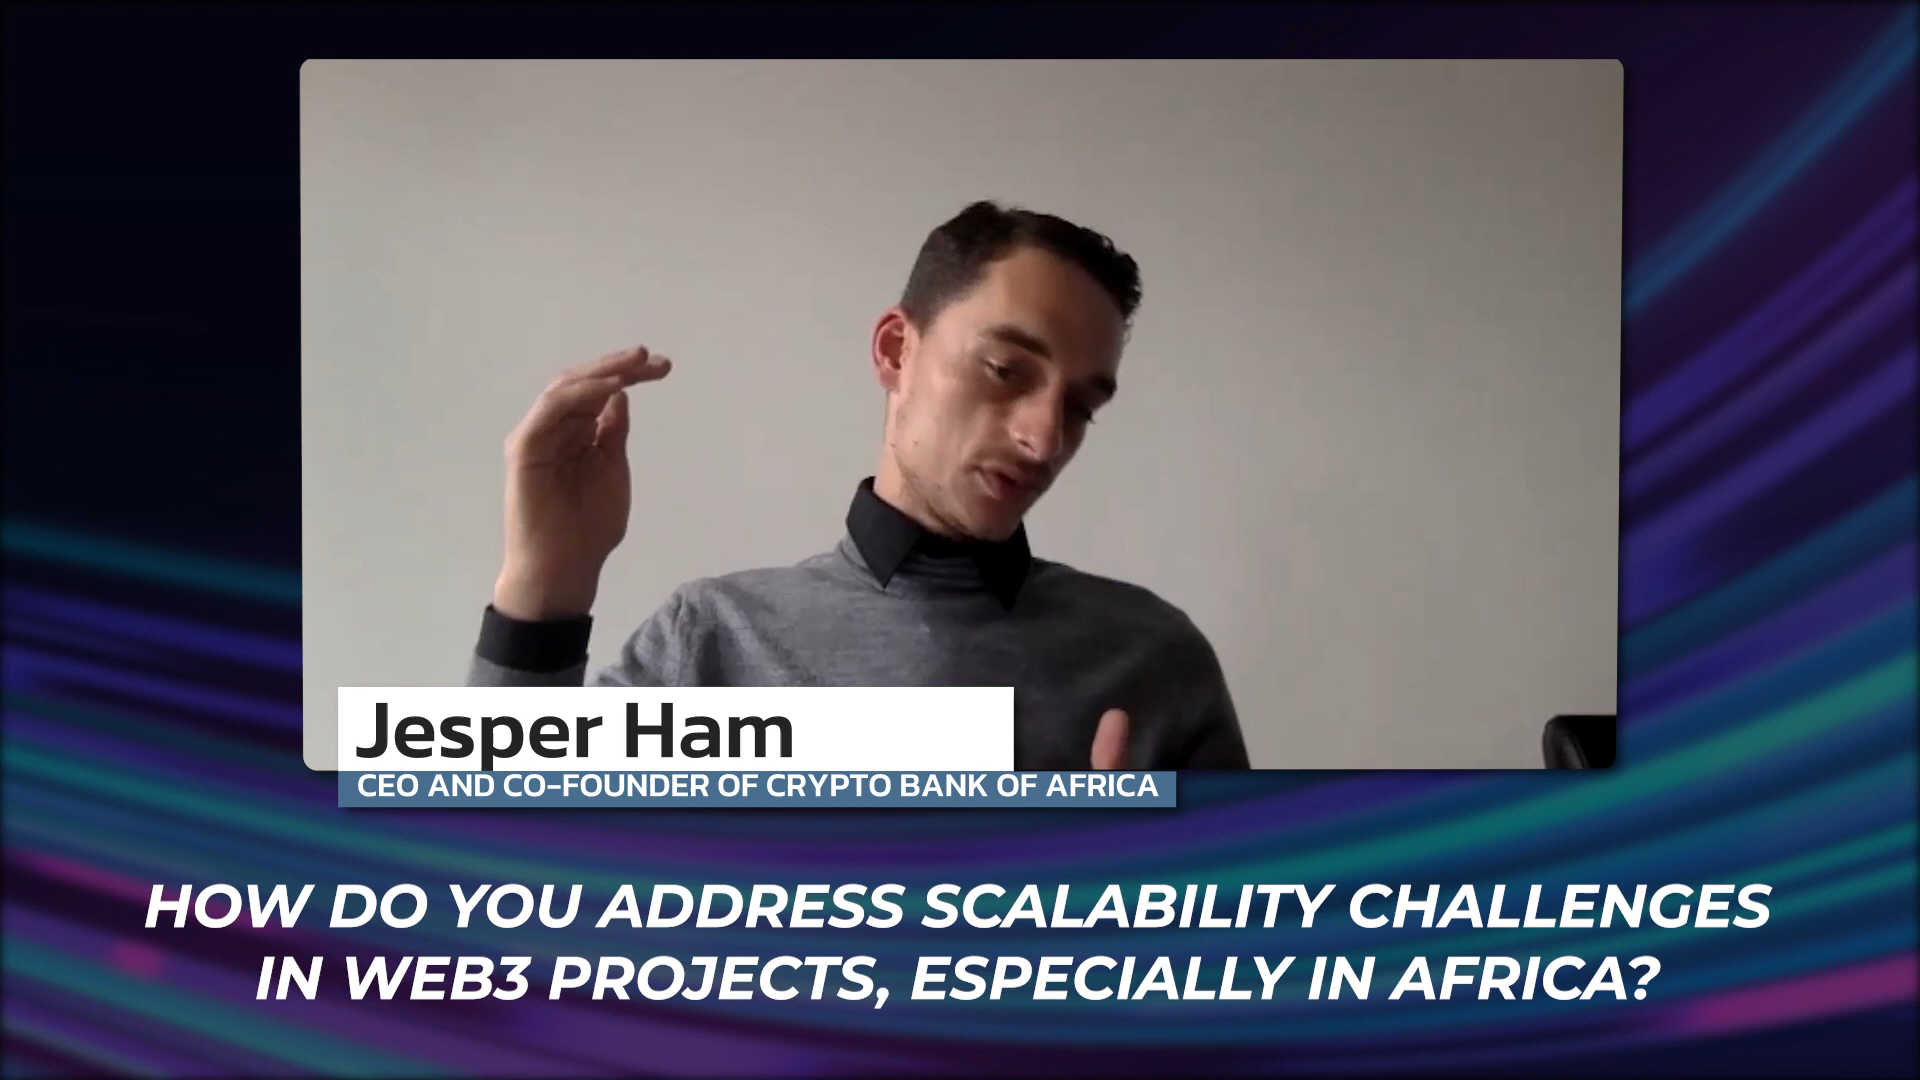 Jesper Ham
CEO AND CO-FOUNDER OF CRYPTO BANK OF AFRICA
HOW DO YOU ADDRESS SCALABILITY CHALLENGES
IN WEB3 PROJECTS, ESPECIALLY IN AFRICA?